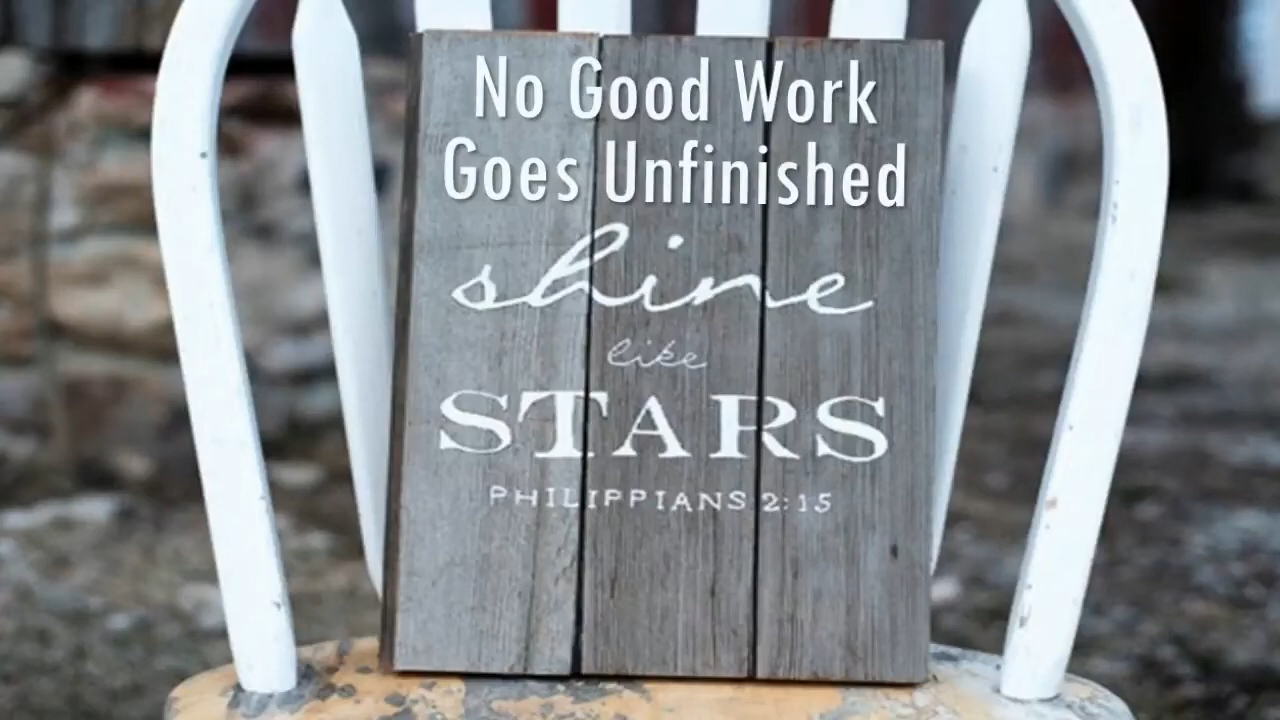 No Good Work
Goes Unfinished
shine
like
STARS
PHILIPPIANS 2:15